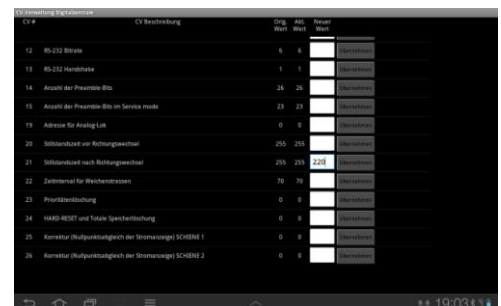 CV Verwaltung Digitalzentrale
CV # CV Beschreibung Orig. Wert Akt. Wert Neuer Wert
12 RS-232 Bitrate 6 6 Übernehmen
13 RS-232 Handshake 1 1 Übernehmen
14 Anzahl der Preamble-Bits 26 26 Übernehmen
15 Anzahl der Preamble-Bits im Service mode 23 23 Übernehmen
19 Adresse für Analog-Lok 0 0 Übernehmen
20 Stillstandszeit vor Richtungswechsel 255 255 Übernehmen
21 Stillstandszeit nach Richtungswechsel 255 255 220 Übernehmen
22 Zeitinterval für Weichenstrassen 70 70 Übernehmen
23 Prioritätenlöschung 0 0 Übernehmen
24 HARD-RESET und Totale Speicherlöschung 0 0 Übernehmen
25 Korrektur (Nullpunktsabgleich der Stromanzeige) SCHIENE 1 0 0 Übernehmen
26 Korrektur (Nullpunktsabgleich der Stromanzeige) SCHIENE 2 0 0 Übernehmen
19:03